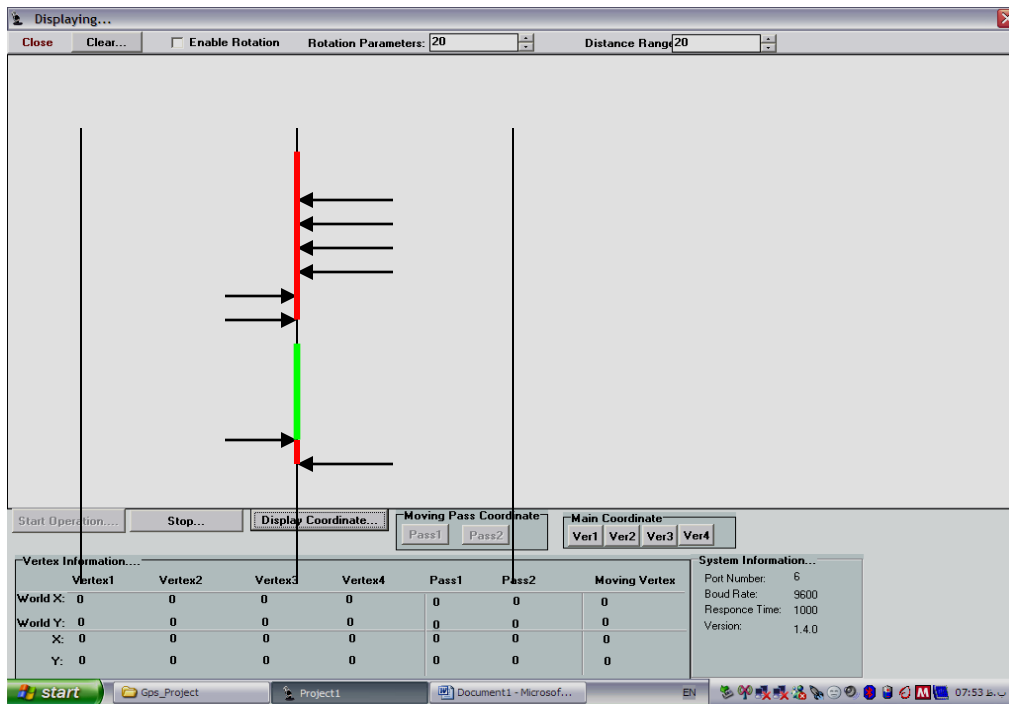 Displaying...
Close Clear... Enable Rotation Rotation Parameters: 20 Distance Range 20
Start Operation.... Stop... Display Coordinate... Moving Pass Coordinate Main Coordinate
Pass1 Pass2 Ver1 Ver2 Ver3 Ver4
Vertex Information.... System Information...
Vertex1 Vertex2 Vertex3 Vertex4 Pass1 Pass2 Moving Vertex Port Number: 6
World X: 0 0 0 0 0 0 0 Boud Rate: 9600
Responce Time: 1000
World Y: 0 0 0 0 0 0 0 Version: 1.4.0
X: 0 0 0 0 0 0 0
Y: 0 0 0 0 0 0 0
start Gps_Project Project1 Document1 - Microsof... EN 07:53 ب.ظ